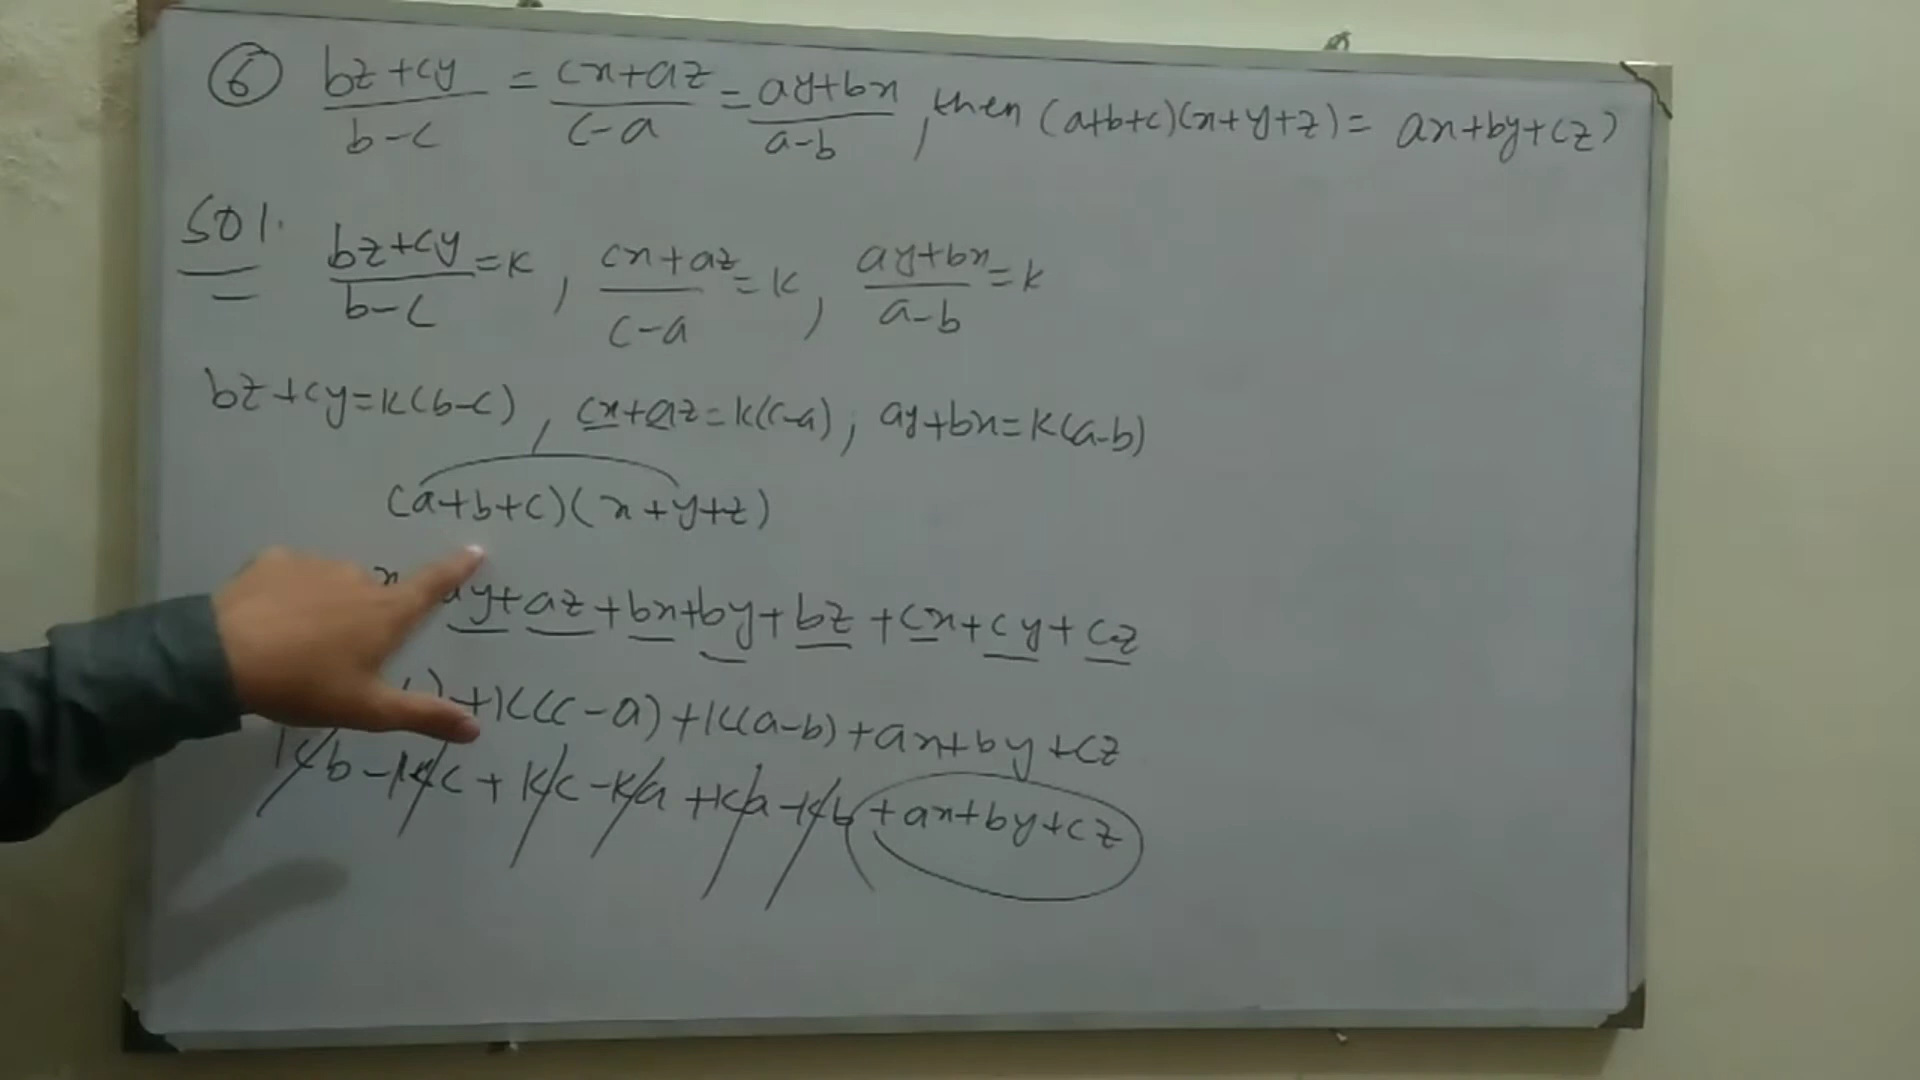 6 bz+cy/b-c = cx+az/c-a = ay+bx/a-b, then (a+b+c)(x+y+z) = ax+by+cz)
Sol. bz+cy/b-c = k, cx+az/c-a = k, ay+bx/a-b = k
bz+cy=k(b-c), cx+az=k(c-a), ay+bx=k(a-b)
(a+b+c)(x+y+z)
x ay+az+bx+by+bz+cx+cy+cz
) +k(c-a)+k(a-b)+ax+by+cz
kb-kc+kc-ka+ka-kb+ax+by+cz